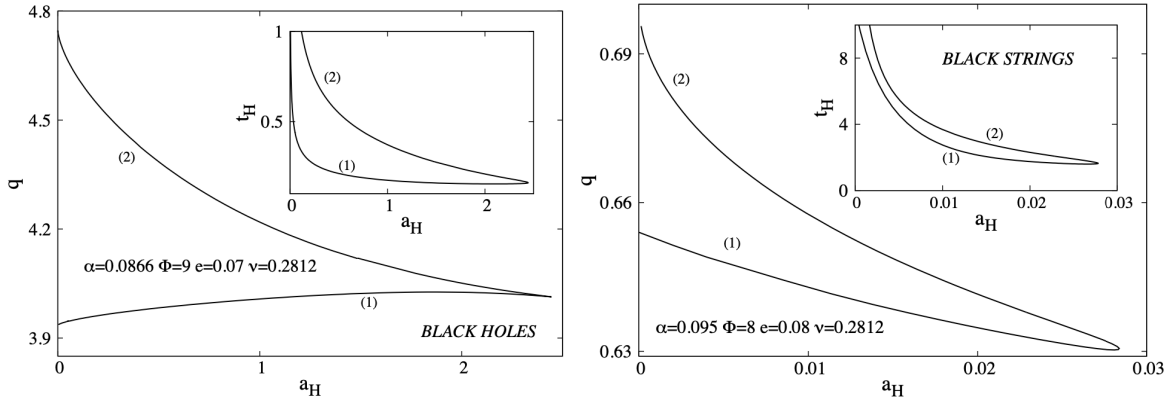 4.8
4.5
4.2
3.9
q
0
1
2
a_H
(2)
(1)
α=0.0866 Φ=9 e=0.07 ν=0.2812
BLACK HOLES
1
0.5
t_H
0
1
2
a_H
(2)
(1)
0.69
0.66
0.63
q
0
0.01
0.02
0.03
a_H
(2)
(1)
α=0.095 Φ=8 e=0.08 ν=0.2812
BLACK STRINGS
8
4
0
t_H
0
0.01
0.02
0.03
a_H
(2)
(1)